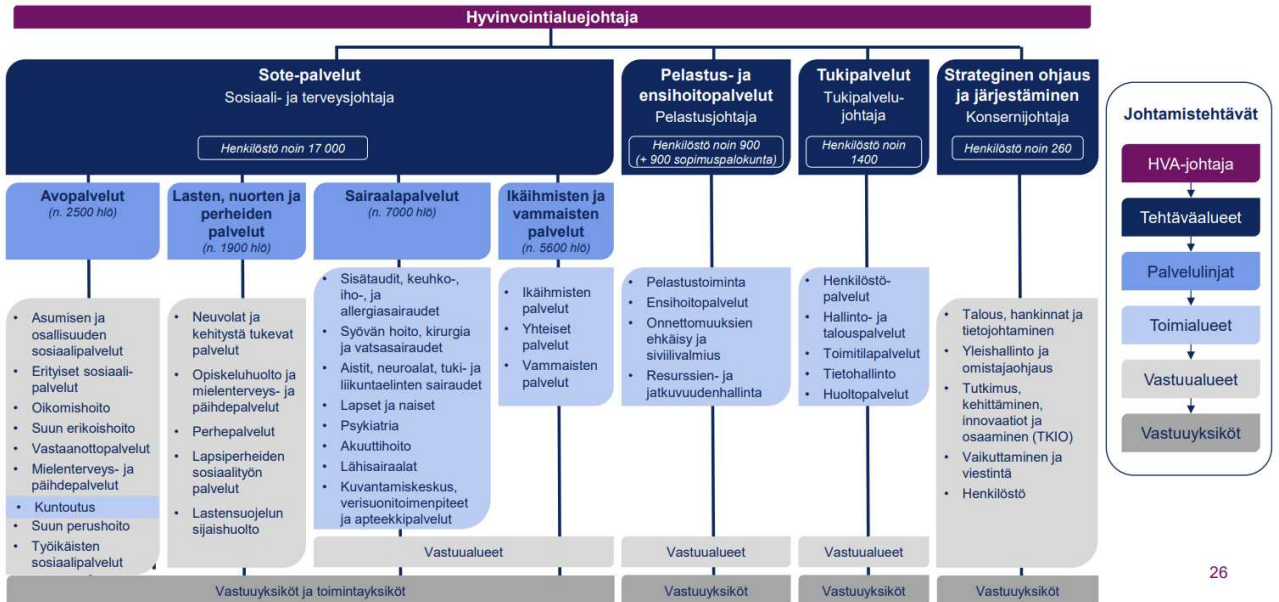 Hyvinvointialuejohtaja
Sote-palvelut
Sosiaali- ja terveysjohtaja
Henkilöstö noin 17 000
Pelastus- ja
ensihoitopalvelut
Pelastusjohtaja
Henkilöstö noin 900
(+ 900 sopimuspalokunta)
Tukipalvelut
Tukipalvelu-
johtaja
Henkilöstö noin
1400
Strateginen ohjaus
ja järjestäminen
Konsernijohtaja
Henkilöstö noin 260
Avopalvelut
(n. 2500 hlö)
Lasten, nuorten ja
perheiden
palvelut
(n. 1900 hlö)
Sairaalapalvelut
(n. 7000 hlö)
Ikäihmisten ja
vammaisten
palvelut
(n. 5600 hlö)
• Asumisen ja
osallisuuden
sosiaalipalvelut
• Erityiset sosiaali-
palvelut
• Oikomishoito
• Suun erikoishoito
• Vastaanottopalvelut
• Mielenterveys- ja
päihdepalvelut
• Kuntoutus
• Suun perushoito
• Työikäisten
sosiaalipalvelut
• Neuvolat ja
kehitystä tukevat
palvelut
• Opiskeluhuolto ja
mielenterveys- ja
päihdepalvelut
• Perhepalvelut
• Lapsiperheiden
sosiaalityön
palvelut
• Lastensuojelun
sijaishuolto
• Sisätaudit, keuhko-,
iho-, ja
allergiasairaudet
• Syövän hoito, kirurgia
ja vatsasairaudet
• Aistit, neuroalat, tuki- ja
liikuntaelinten sairaudet
• Lapset ja naiset
• Psykiatria
• Akuuttihoito
• Lähisairaalat
• Kuvantamiskeskus,
verisuonitoimenpiteet
ja apteekkipalvelut
• Ikäihmisten
palvelut
• Yhteiset
palvelut
• Vammaisten
palvelut
• Pelastustoiminta
• Ensihoitopalvelut
• Onnettomuuksien
ehkäisy ja
siviilivalmius
• Resurssien- ja
jatkuvuudenhallinta
• Henkilöstö-
palvelut
• Hallinto- ja
talouspalvelut
• Toimitilapalvelut
• Tietohallinto
• Huoltopalvelut
• Talous, hankinnat ja
tietojohtaminen
• Yleishallinto ja
omistajaohjaus
• Tutkimus,
kehittäminen,
innovaatiot ja
osaaminen (TKIO)
• Vaikuttaminen ja
viestintä
• Henkilöstö
Vastuualueet
Vastuualueet
Vastuualueet
Vastuuyksiköt ja toimintayksiköt
Vastuuyksiköt
Vastuuyksiköt
Vastuuyksiköt
Johtamistehtävät
HVA-johtaja
Tehtäväalueet
Palvelulinjat
Toimialueet
Vastuualueet
Vastuuyksiköt
26